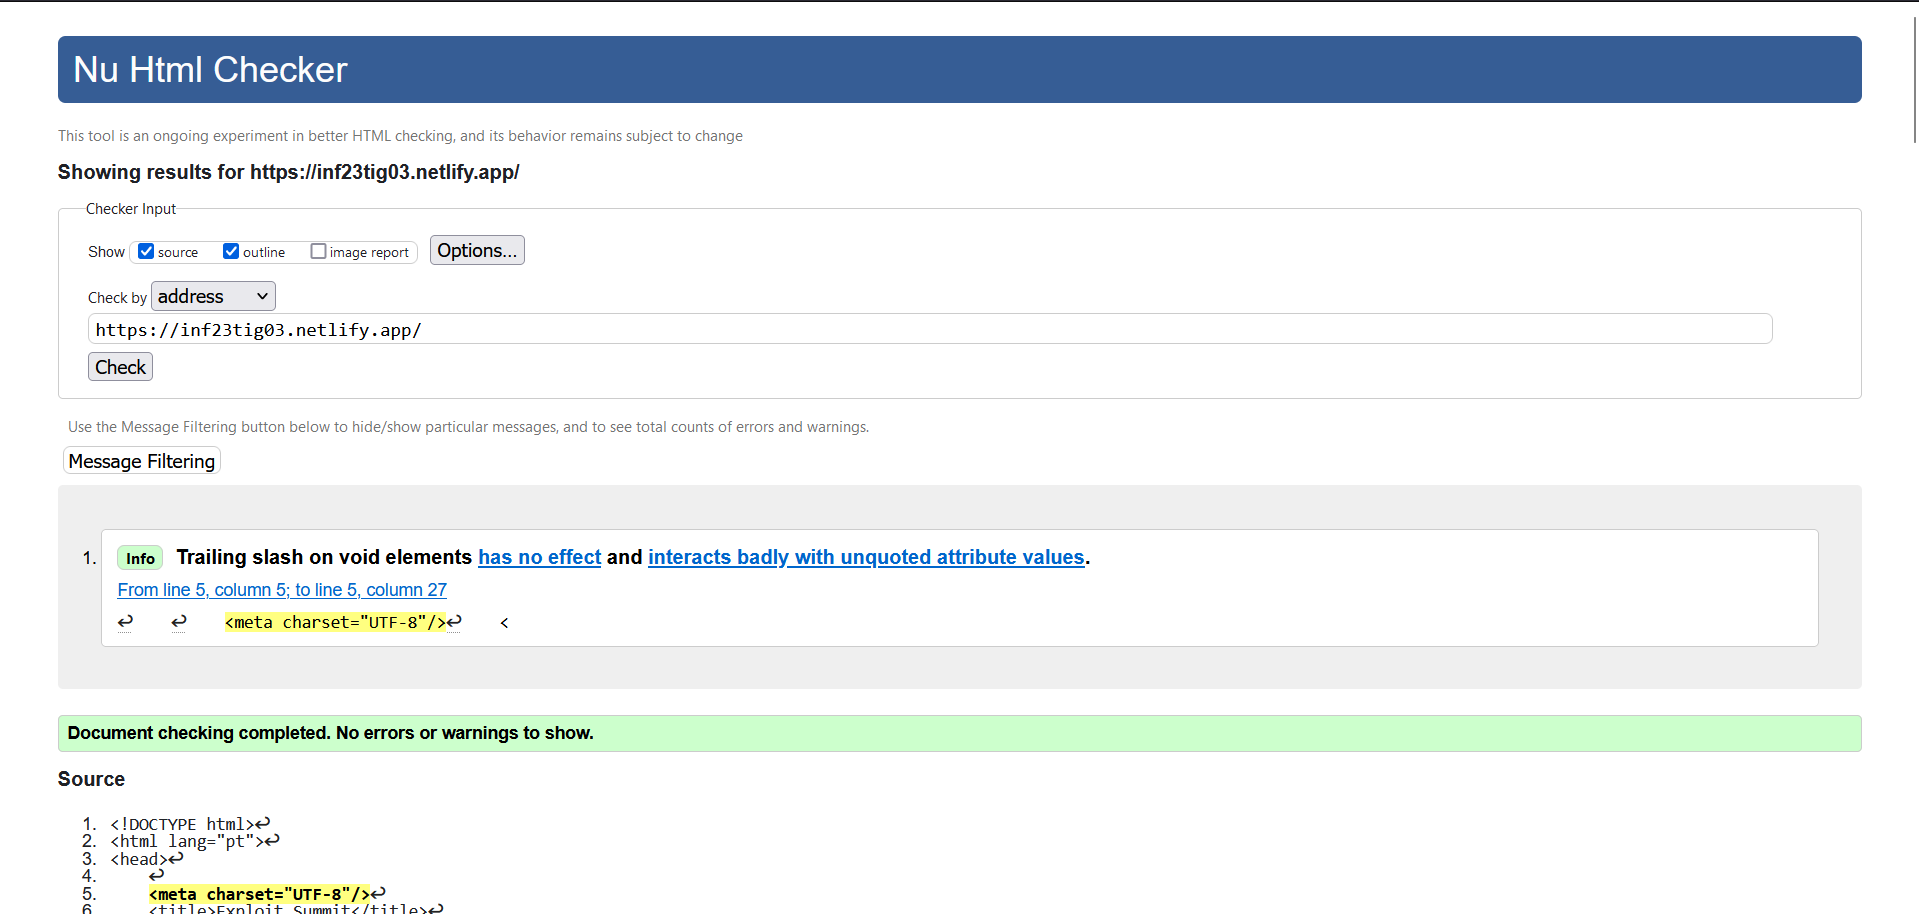 Nu Html Checker
This tool is an ongoing experiment in better HTML checking, and its behavior remains subject to change
Showing results for https://inf23tig03.netlify.app/
Checker Input
Show source outline image report Options...
Check by address
https://inf23tig03.netlify.app/
Check
Use the Message Filtering button below to hide/show particular messages, and to see total counts of errors and warnings.
Message Filtering
1. Info Trailing slash on void elements has no effect and interacts badly with unquoted attribute values.
From line 5, column 5; to line 5, column 27
↩ ↩ <meta charset="UTF-8"/>↩ <
Document checking completed. No errors or warnings to show.
Source
1. <!DOCTYPE html>↩
2. <html lang="pt">↩
3. <head>↩
4. ↩
5. <meta charset="UTF-8"/>↩
6. <title>Exploit Summit</title>↩